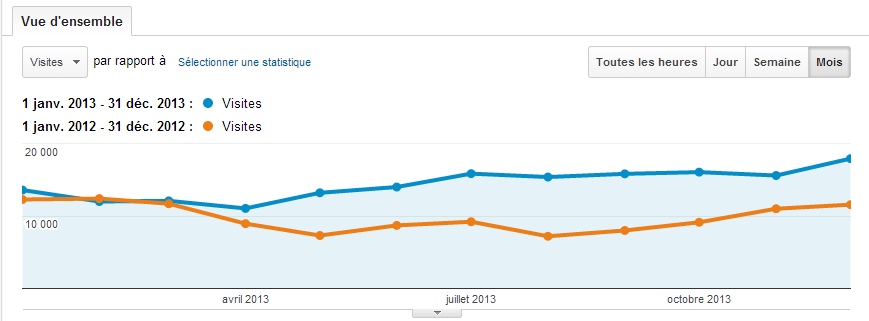 Vue d'ensemble
Visites par rapport à Sélectionner une statistique Toutes les heures Jour Semaine Mois
1 janv. 2013 - 31 déc. 2013 : Visites
1 janv. 2012 - 31 déc. 2012 : Visites
20 000
10 000
avril 2013 juillet 2013 octobre 2013